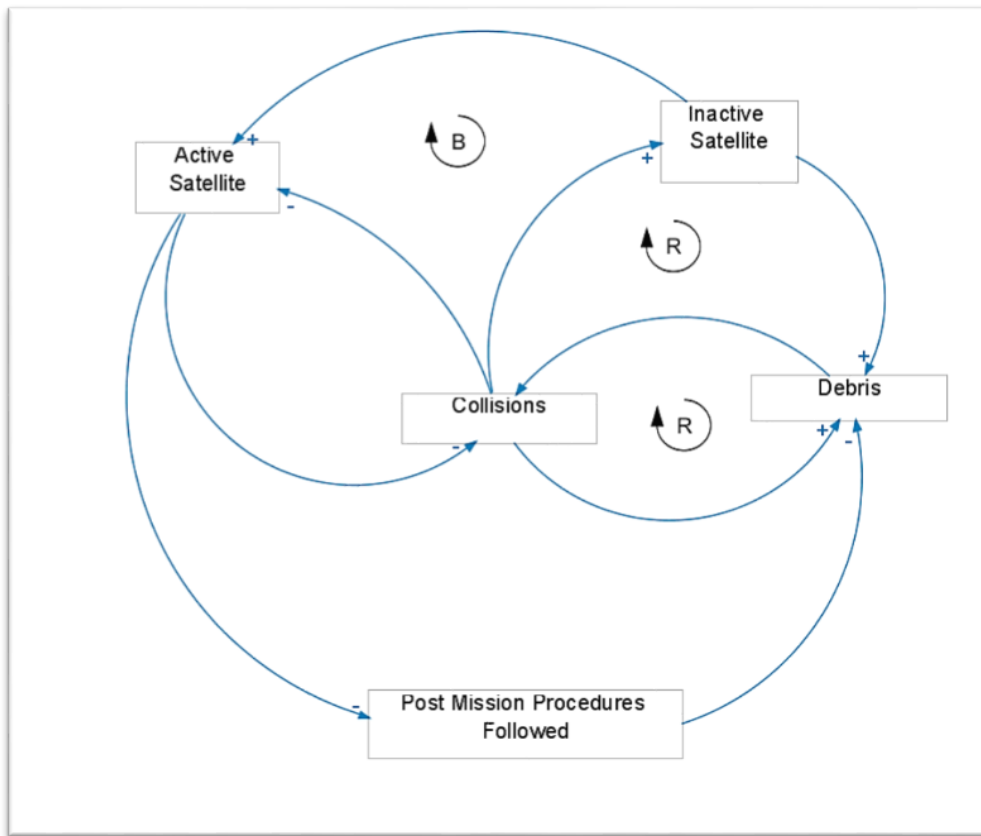 Inactive
Satellite
+
B
Active
Satellite
+
-
R
+
Debris
Collisions
R
+
-
-
-
Post Mission Procedures
Followed